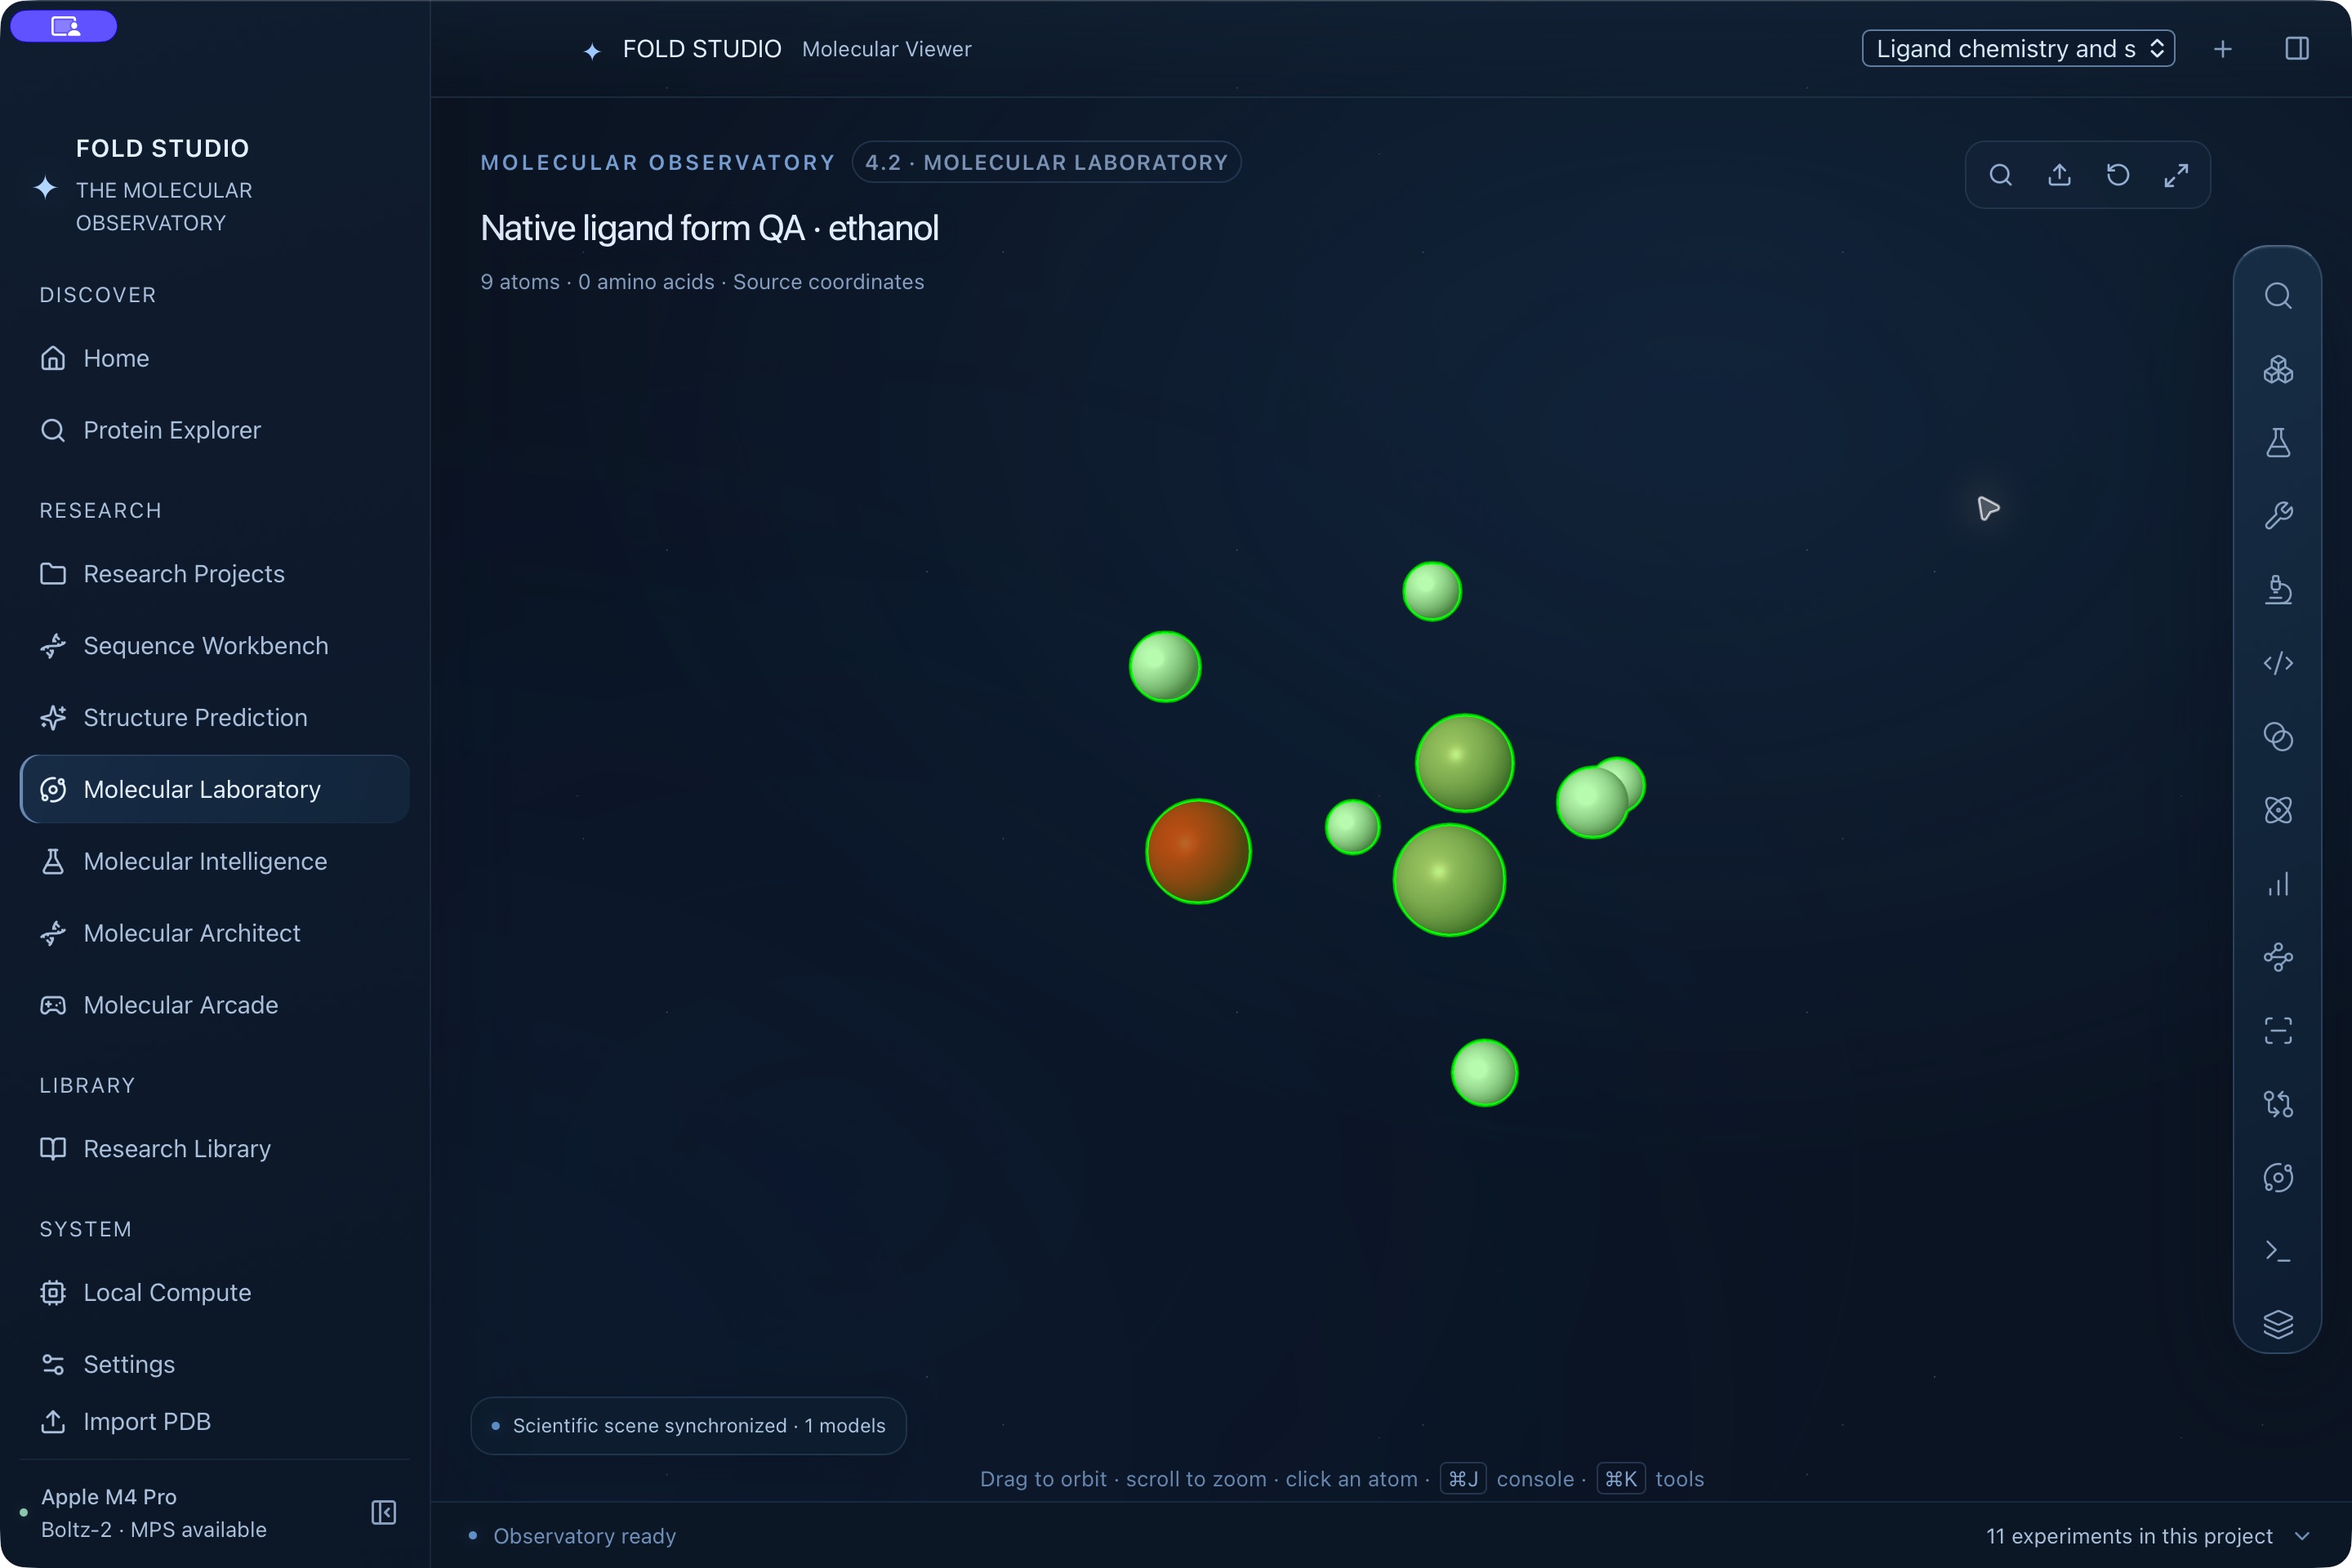 FOLD STUDIO
THE MOLECULAR
OBSERVATORY
DISCOVER
Home
Protein Explorer
RESEARCH
Research Projects
Sequence Workbench
Structure Prediction
Molecular Laboratory
Molecular Intelligence
Molecular Architect
Molecular Arcade
LIBRARY
Research Library
SYSTEM
Local Compute
Settings
Import PDB
Apple M4 Pro
Boltz-2 · MPS available
FOLD STUDIO Molecular Viewer
Ligand chemistry and s
MOLECULAR OBSERVATORY 4.2 · MOLECULAR LABORATORY
Native ligand form QA · ethanol
9 atoms · 0 amino acids · Source coordinates
Scientific scene synchronized · 1 models
Drag to orbit · scroll to zoom · click an atom · ⌘J console · ⌘K tools
Observatory ready
11 experiments in this project